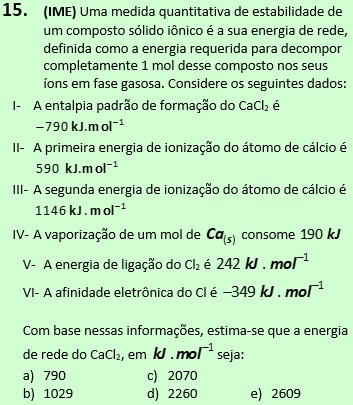 15. (IME) Uma medida quantitativa de estabilidade de
um composto sólido iônico é a sua energia de rede,
definida como a energia requerida para decompor
completamente 1 mol desse composto nos seus
íons em fase gasosa. Considere os seguintes dados:
I- A entalpia padrão de formação do CaCl₂ é
−790 kJ.mol⁻¹
II- A primeira energia de ionização do átomo de cálcio é
590 kJ.mol⁻¹
III- A segunda energia de ionização do átomo de cálcio é
1146 kJ.mol⁻¹
IV- A vaporização de um mol de Ca₍ₛ₎ consome 190 kJ
V- A energia de ligação do Cl₂ é 242 kJ . mol⁻¹
VI- A afinidade eletrônica do Cl é −349 kJ . mol⁻¹
Com base nessas informações, estima-se que a energia
de rede do CaCl₂, em kJ .mol⁻¹ seja:
a) 790 c) 2070
b) 1029 d) 2260 e) 2609